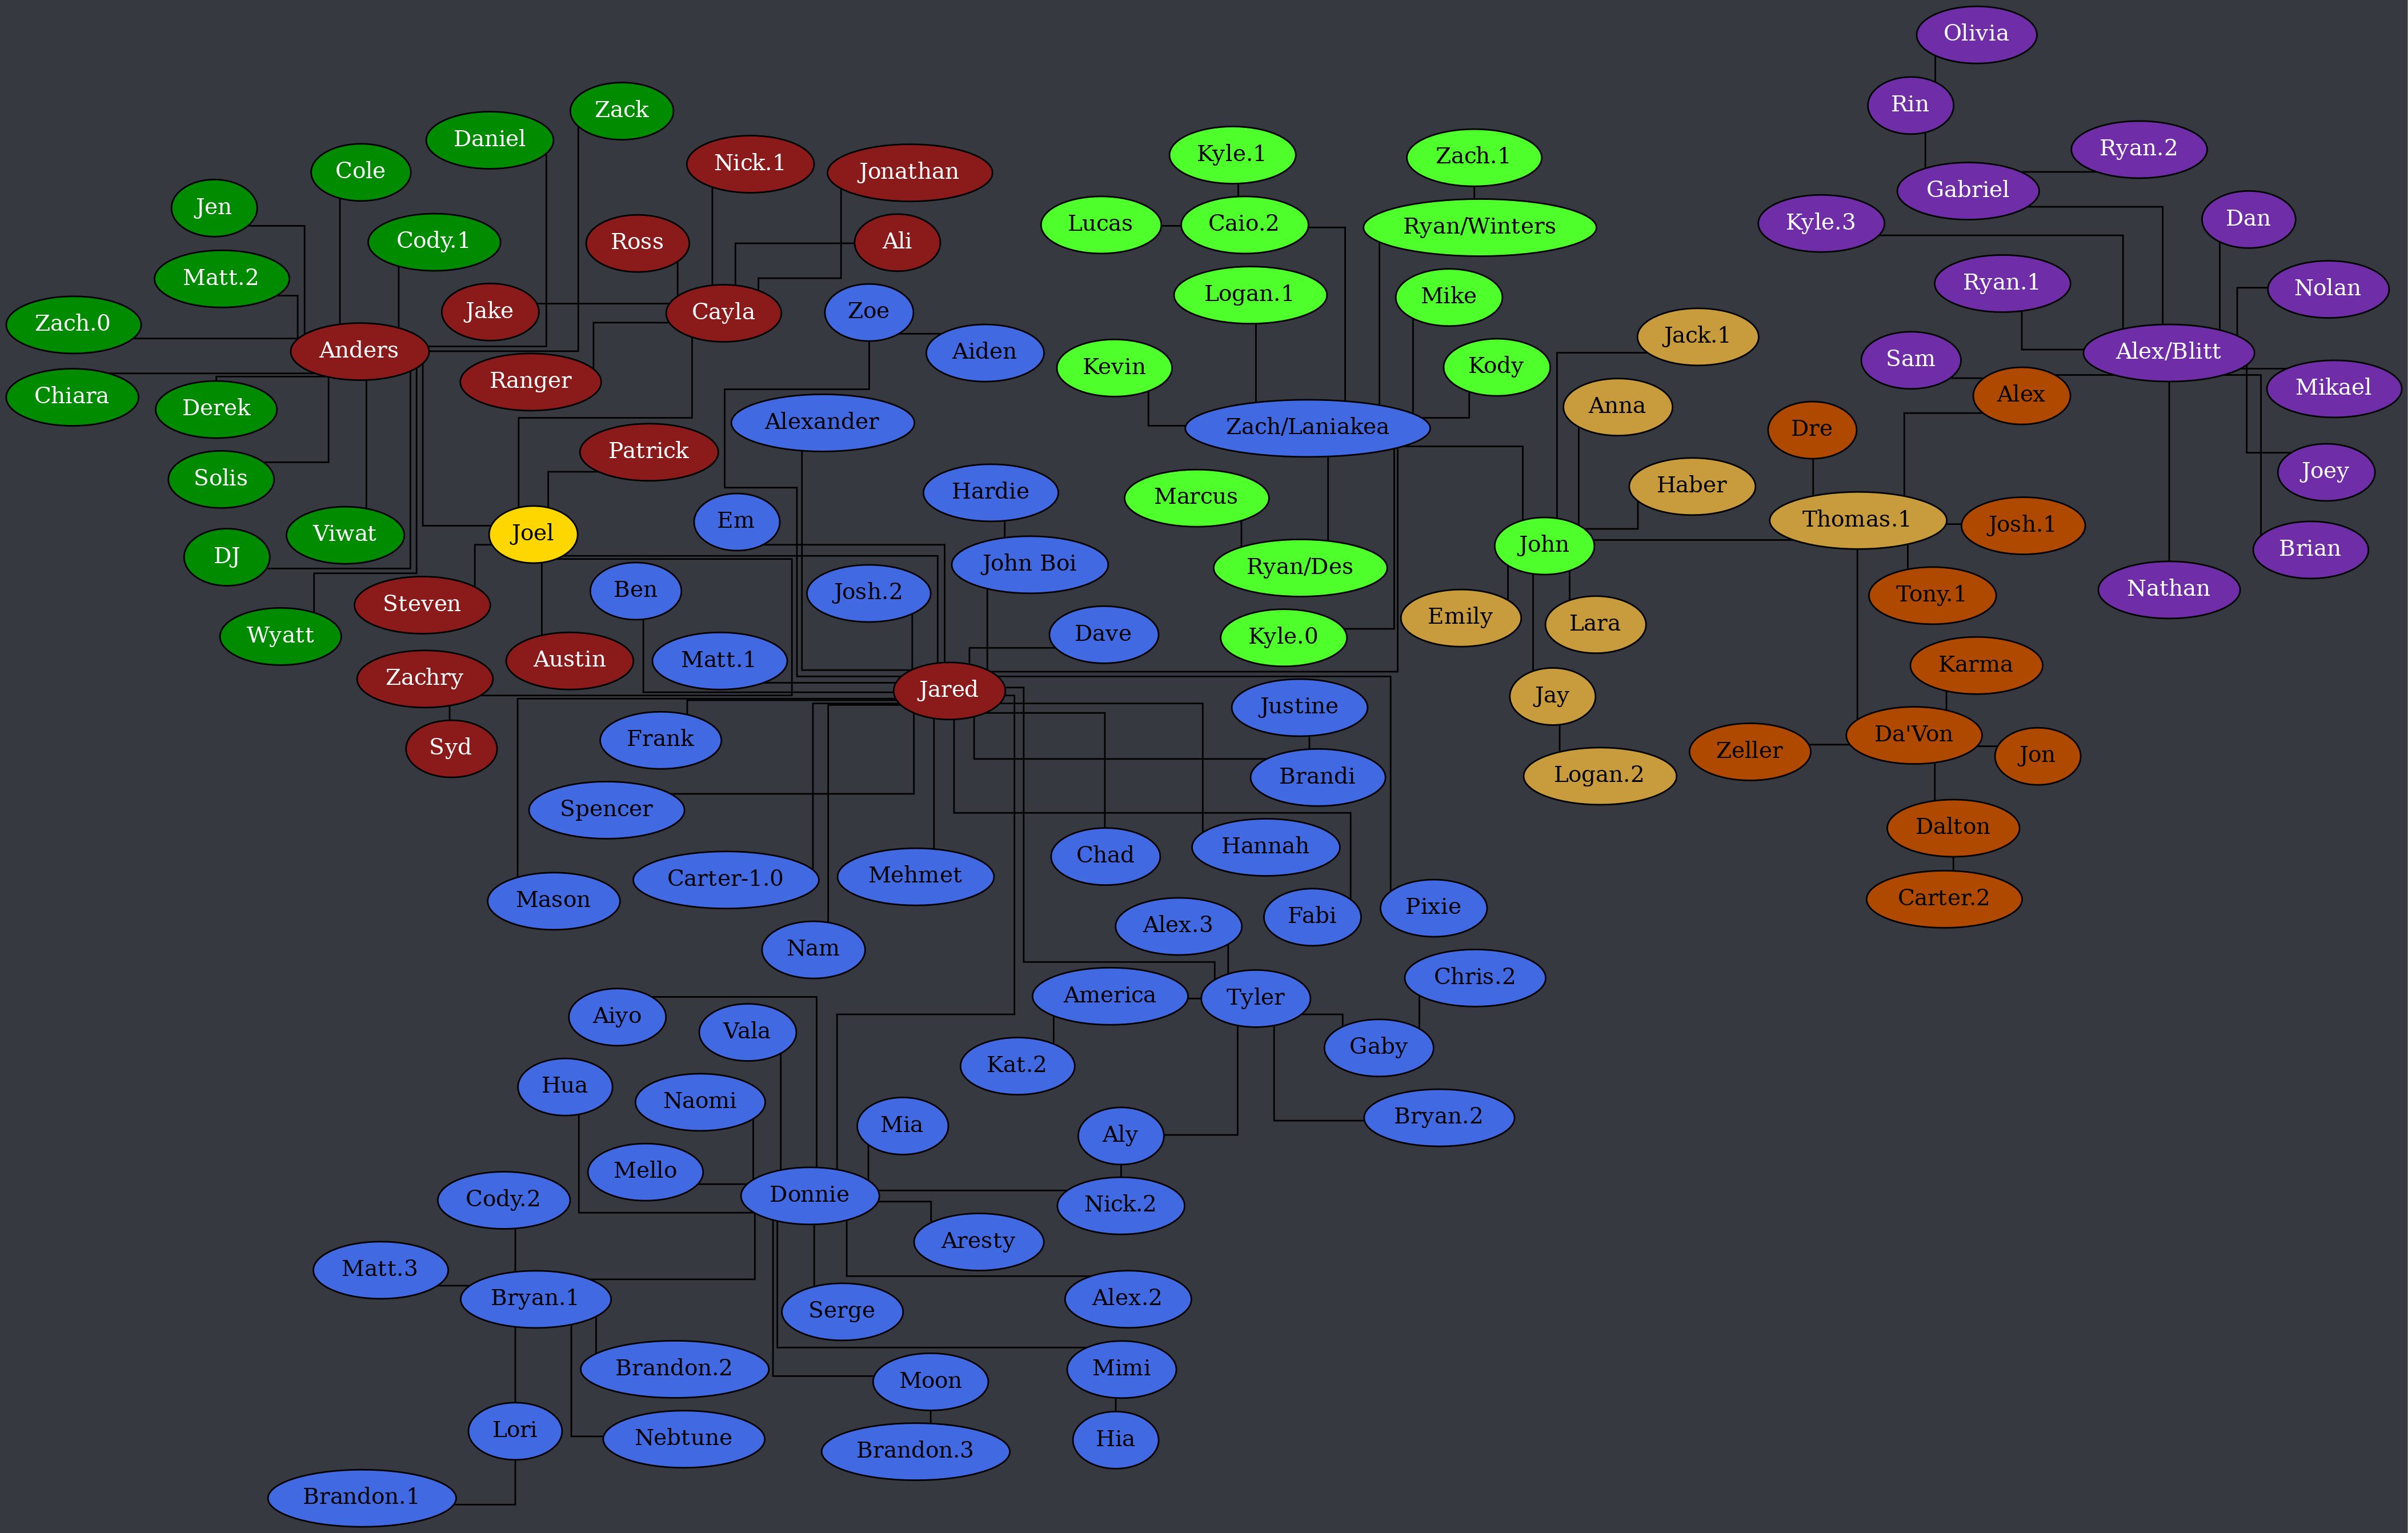 Olivia
Rin
Zack
Daniel
Ryan.2
Kyle.1
Zach.1
Nick.1
Jonathan
Cole
Gabriel
Jen
Dan
Kyle.3
Lucas
Caio.2
Ryan/Winters
Cody.1
Ross
Ali
Matt.2
Ryan.1
Nolan
Logan.1
Mike
Jake
Cayla
Zoe
Zach.0
Jack.1
Anders
Aiden
Alex/Blitt
Sam
Kevin
Kody
Ranger
Mikael
Chiara
Derek
Alex
Anna
Alexander
Zach/Laniakea
Dre
Patrick
Solis
Joey
Haber
Hardie
Marcus
Em
Thomas.1
Josh.1
Viwat
Joel
John
Brian
DJ
John Boi
Ryan/Des
Ben
Josh.2
Nathan
Tony.1
Steven
Emily
Lara
Wyatt
Dave
Kyle.0
Austin
Matt.1
Karma
Zachry
Jared
Jay
Justine
Da'Von
Syd
Frank
Zeller
Jon
Brandi
Logan.2
Spencer
Dalton
Hannah
Chad
Carter-1.0
Mehmet
Mason
Carter.2
Pixie
Fabi
Alex.3
Nam
Chris.2
America
Tyler
Aiyo
Vala
Gaby
Kat.2
Hua
Naomi
Bryan.2
Mia
Aly
Mello
Donnie
Cody.2
Nick.2
Aresty
Matt.3
Bryan.1
Alex.2
Serge
Brandon.2
Mimi
Moon
Lori
Nebtune
Hia
Brandon.3
Brandon.1